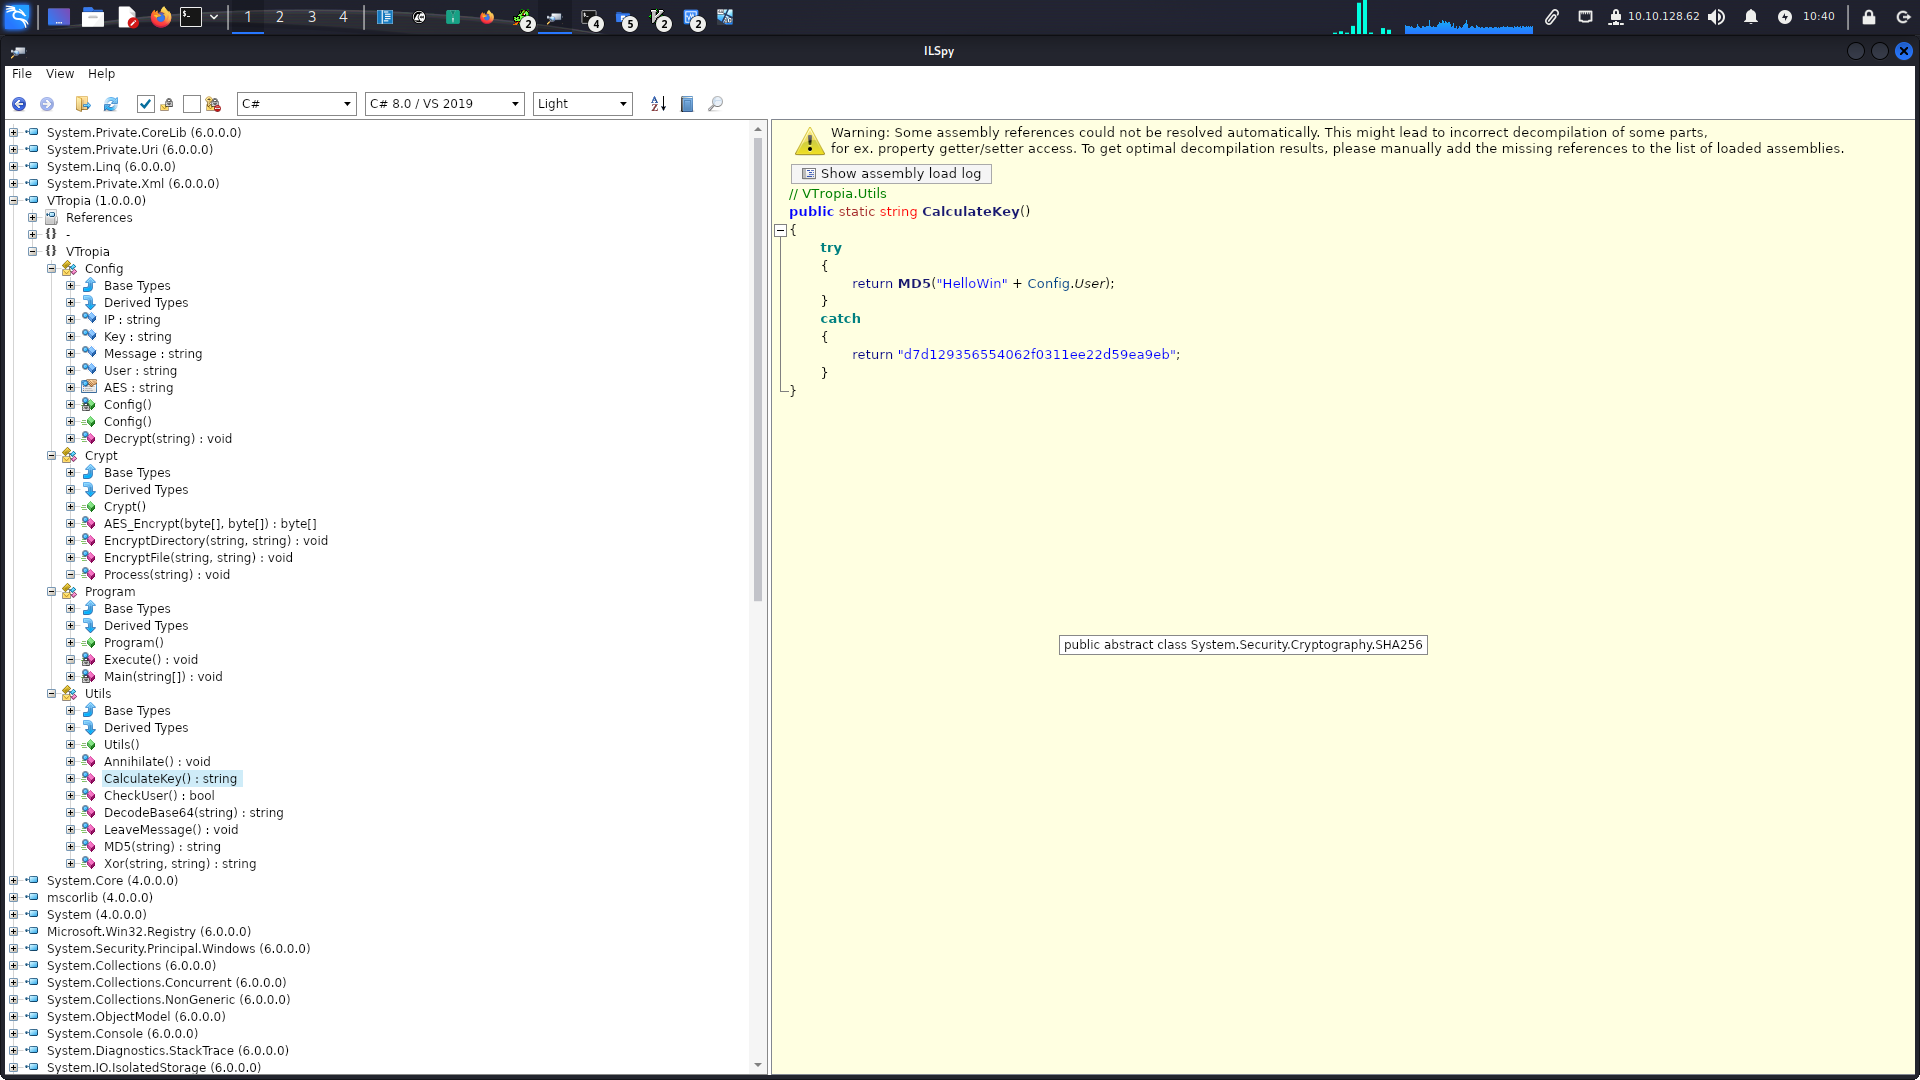 1 2 3 4
2 4 5 2 2
10.10.128.62 10:40
ILSpy
File View Help
C# C# 8.0 / VS 2019 Light
System.Private.CoreLib (6.0.0.0)
System.Private.Uri (6.0.0.0)
System.Linq (6.0.0.0)
System.Private.Xml (6.0.0.0)
VTropia (1.0.0.0)
References
{} -
{} VTropia
Config
Base Types
Derived Types
IP : string
Key : string
Message : string
User : string
AES : string
Config()
Config()
Decrypt(string) : void
Crypt
Base Types
Derived Types
Crypt()
AES_Encrypt(byte[], byte[]) : byte[]
EncryptDirectory(string, string) : void
EncryptFile(string, string) : void
Process(string) : void
Program
Base Types
Derived Types
Program()
Execute() : void
Main(string[]) : void
Utils
Base Types
Derived Types
Utils()
Annihilate() : void
CalculateKey() : string
CheckUser() : bool
DecodeBase64(string) : string
LeaveMessage() : void
MD5(string) : string
Xor(string, string) : string
System.Core (4.0.0.0)
mscorlib (4.0.0.0)
System (4.0.0.0)
Microsoft.Win32.Registry (6.0.0.0)
System.Security.Principal.Windows (6.0.0.0)
System.Collections (6.0.0.0)
System.Collections.Concurrent (6.0.0.0)
System.Collections.NonGeneric (6.0.0.0)
System.ObjectModel (6.0.0.0)
System.Console (6.0.0.0)
System.Diagnostics.StackTrace (6.0.0.0)
System.IO.IsolatedStorage (6.0.0.0)
Warning: Some assembly references could not be resolved automatically. This might lead to incorrect decompilation of some parts,
for ex. property getter/setter access. To get optimal decompilation results, please manually add the missing references to the list of loaded assemblies.
Show assembly load log
// VTropia.Utils
public static string CalculateKey()
{
try
{
return MD5("HelloWin" + Config.User);
}
catch
{
return "d7d129356554062f0311ee22d59ea9eb";
}
}
public abstract class System.Security.Cryptography.SHA256